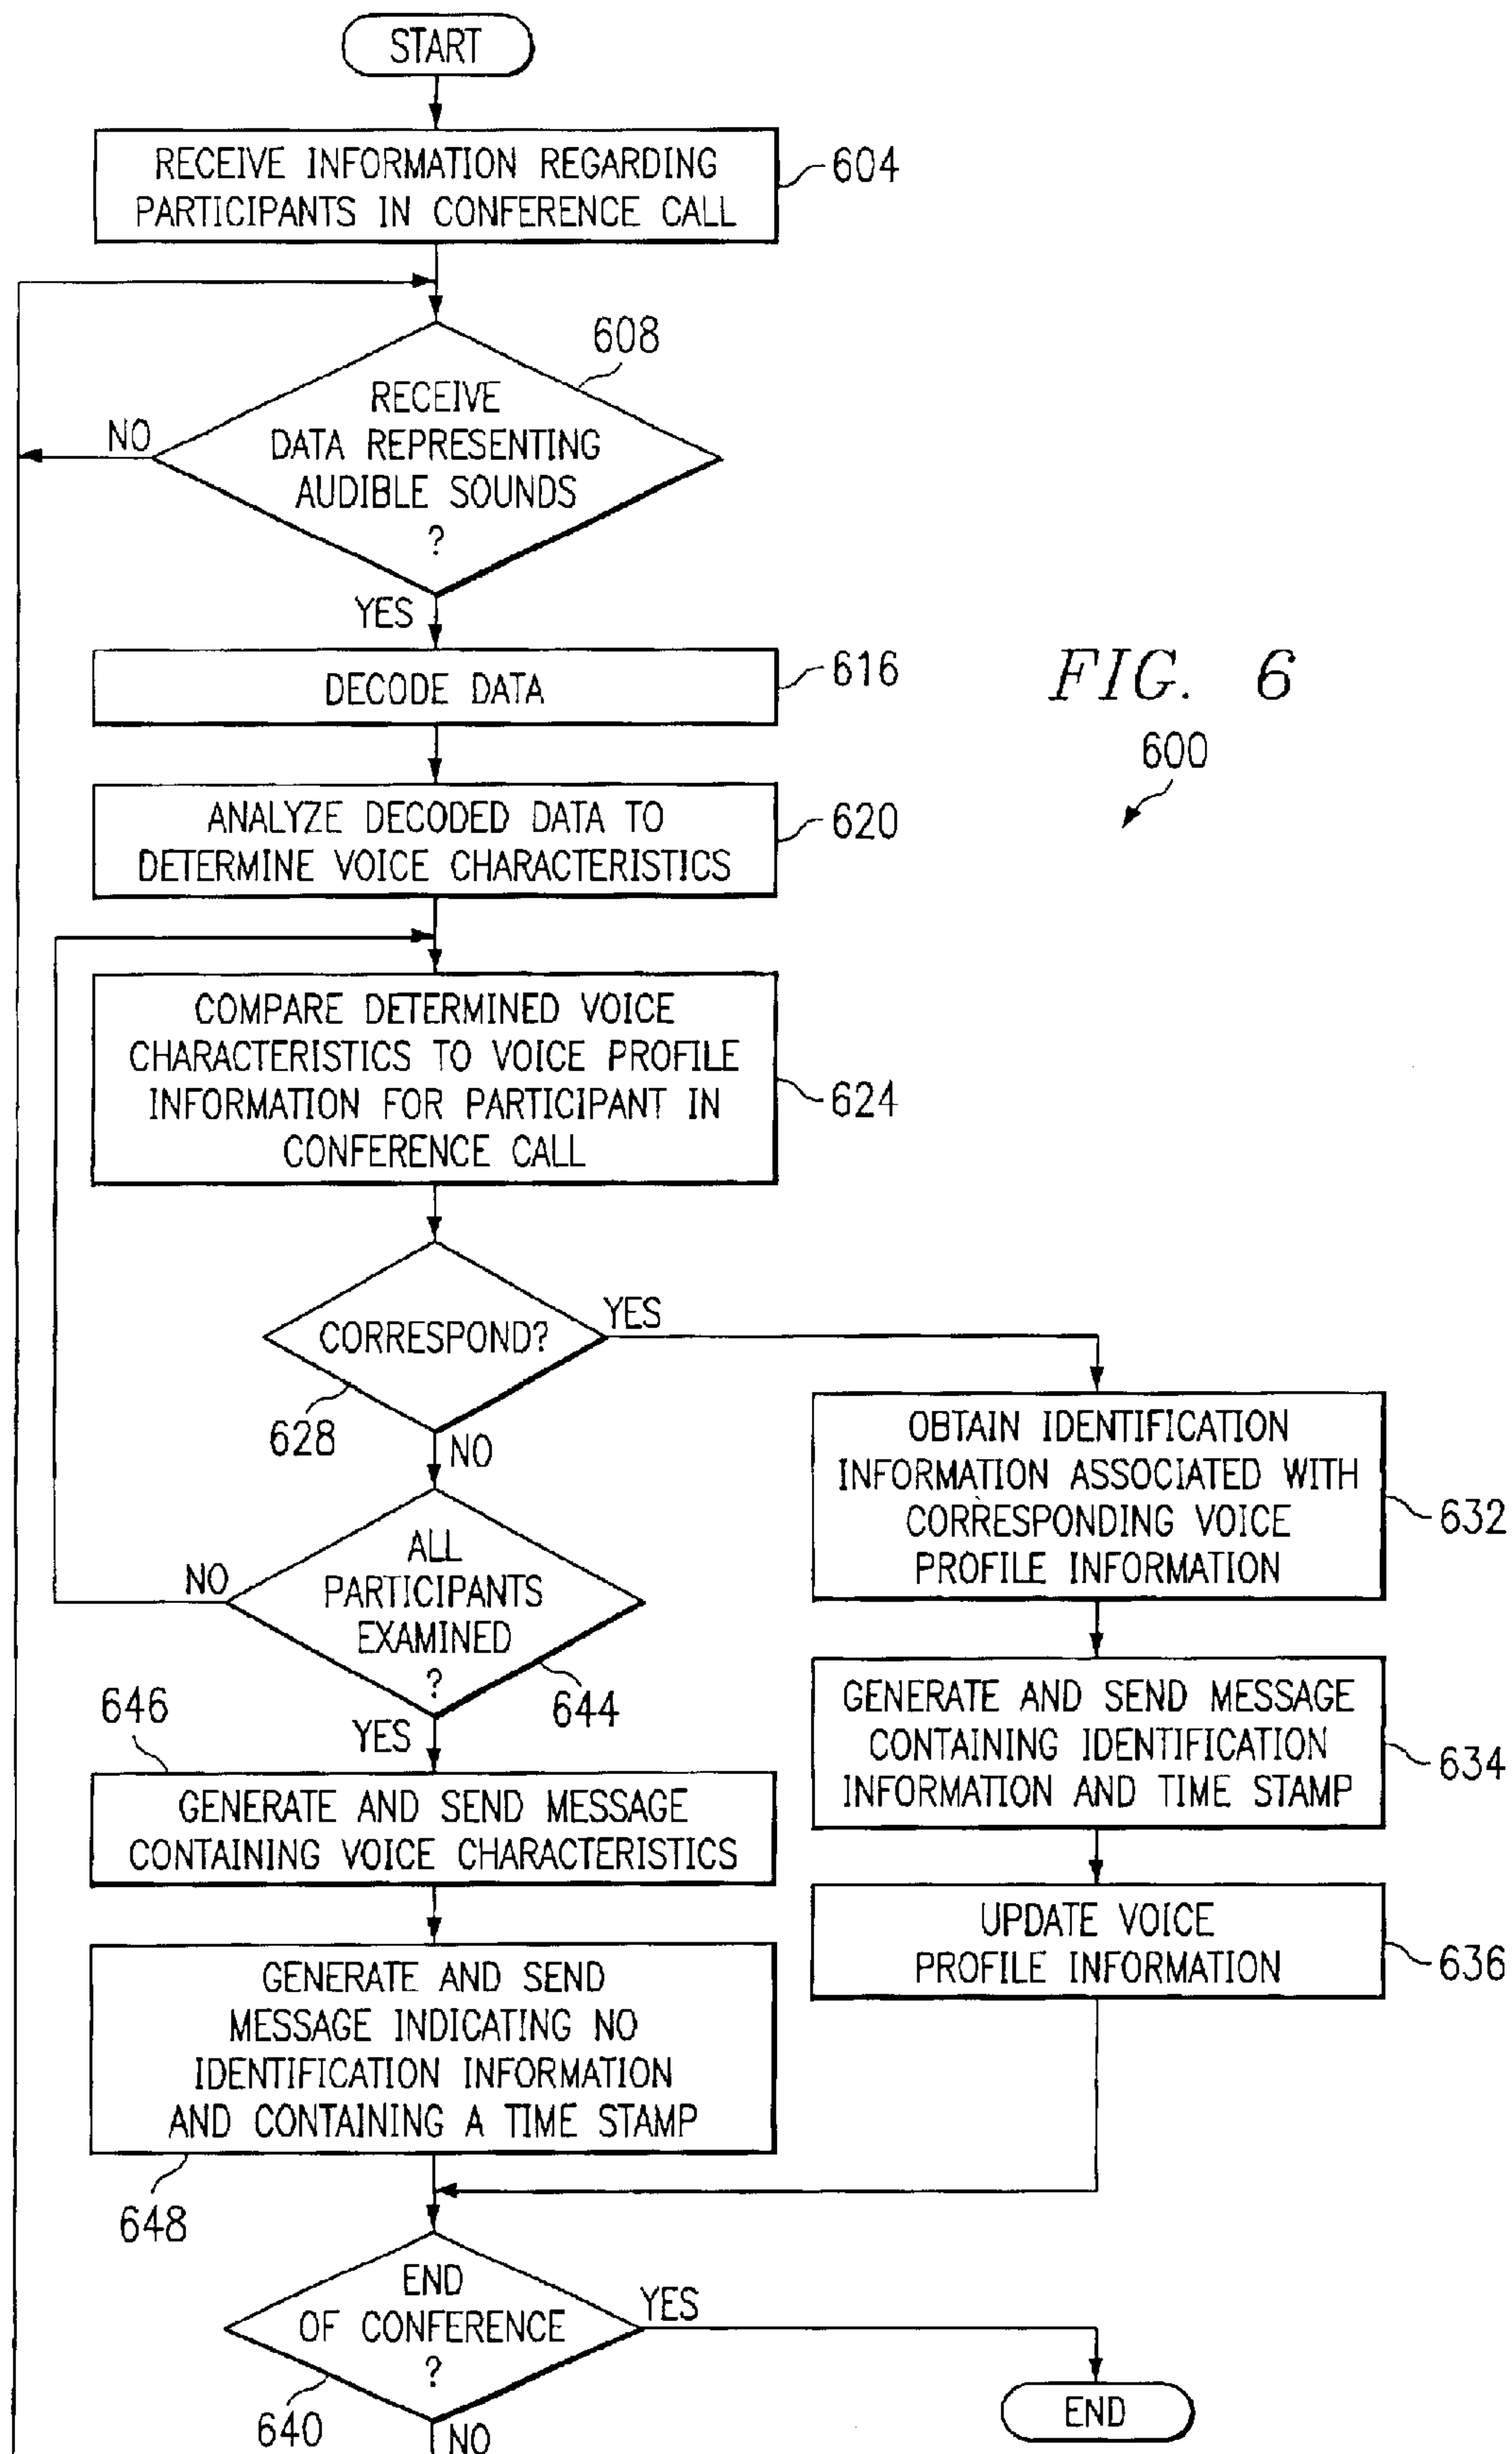 START
RECEIVE INFORMATION REGARDING
PARTICIPANTS IN CONFERENCE CALL
604
608
RECEIVE
DATA REPRESENTING
AUDIBLE SOUNDS
?
NO
YES
DECODE DATA
616
FIG. 6
600
ANALYZE DECODED DATA TO
DETERMINE VOICE CHARACTERISTICS
620
COMPARE DETERMINED VOICE
CHARACTERISTICS TO VOICE PROFILE
INFORMATION FOR PARTICIPANT IN
CONFERENCE CALL
624
CORRESPOND?
YES
628
NO
OBTAIN IDENTIFICATION
INFORMATION ASSOCIATED WITH
CORRESPONDING VOICE
PROFILE INFORMATION
632
ALL
PARTICIPANTS
EXAMINED
?
NO
644
YES
646
GENERATE AND SEND MESSAGE
CONTAINING IDENTIFICATION
INFORMATION AND TIME STAMP
634
GENERATE AND SEND MESSAGE
CONTAINING VOICE CHARACTERISTICS
UPDATE VOICE
PROFILE INFORMATION
636
GENERATE AND SEND
MESSAGE INDICATING NO
IDENTIFICATION INFORMATION
AND CONTAINING A TIME STAMP
648
END
OF CONFERENCE
?
YES
640
NO
END